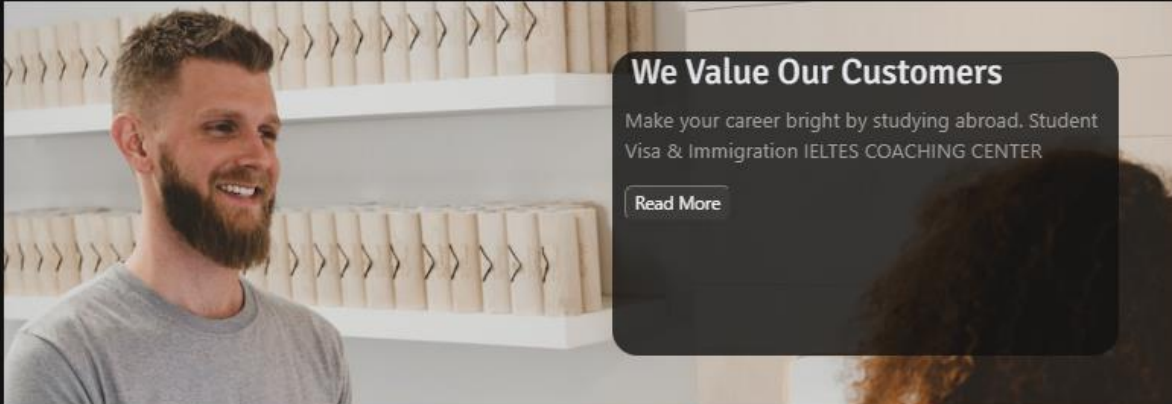 We Value Our Customers
Make your career bright by studying abroad. Student
Visa & Immigration IELTES COACHING CENTER
Read More